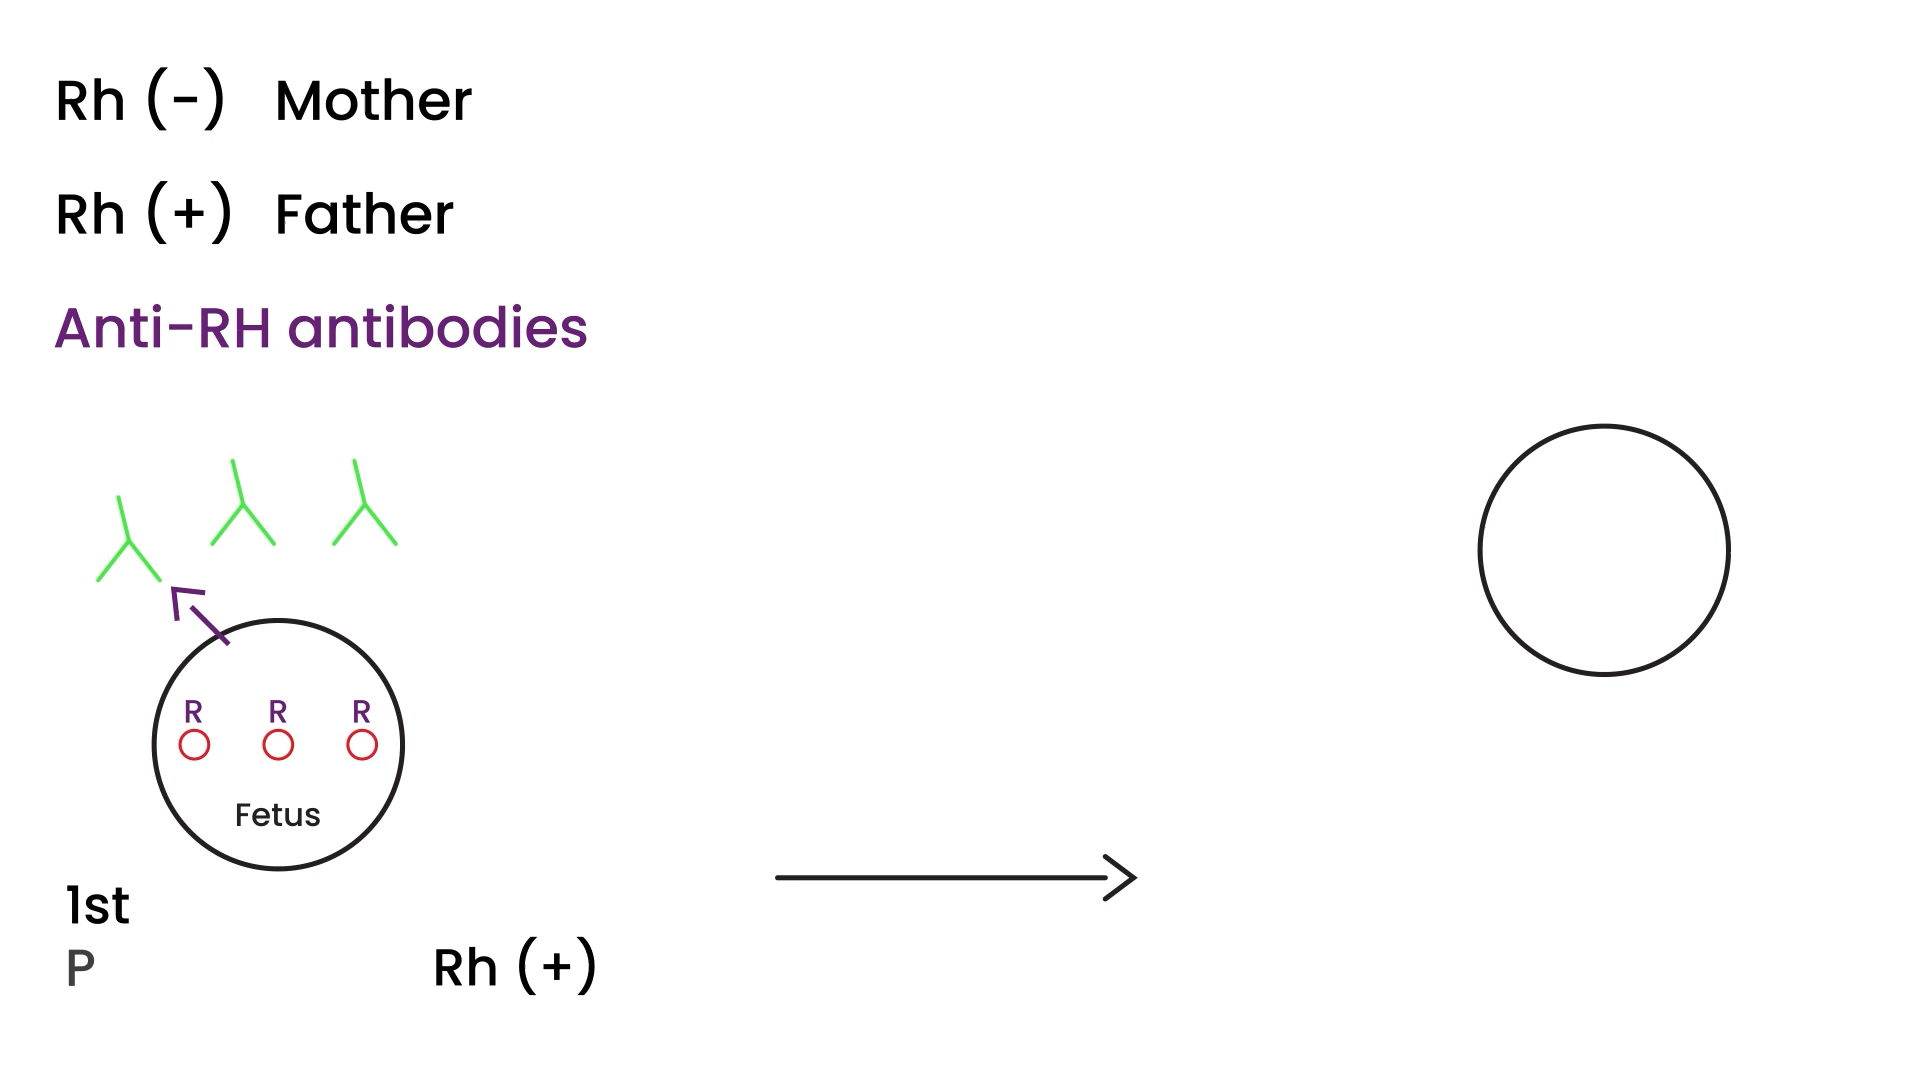 Rh (-) Mother
Rh (+) Father
Anti-RH antibodies
R R R
Fetus
1st
P
Rh (+)